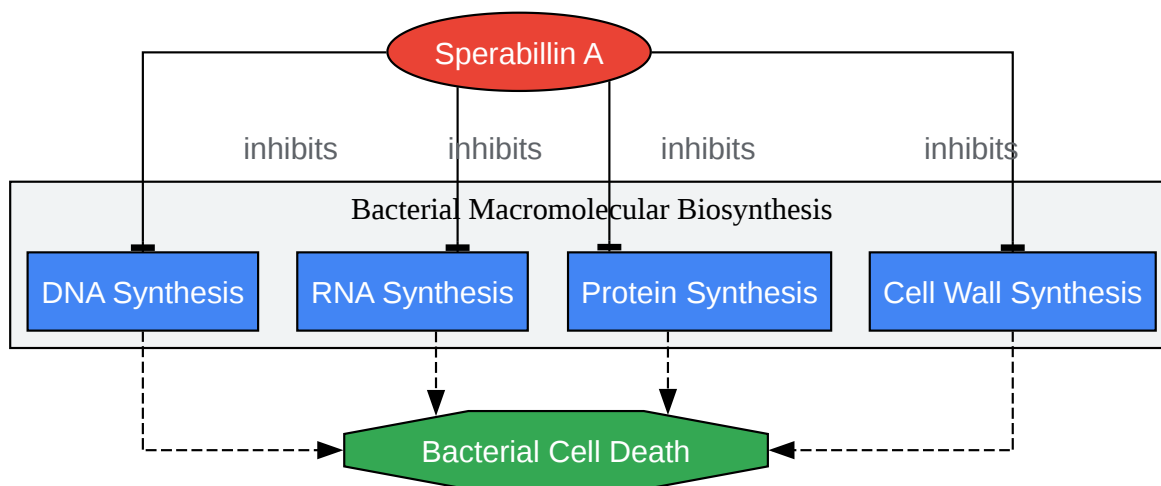 Sperabillin A
inhibits inhibits inhibits inhibits
Bacterial Macromolecular Biosynthesis
DNA Synthesis RNA Synthesis Protein Synthesis Cell Wall Synthesis
Bacterial Cell Death